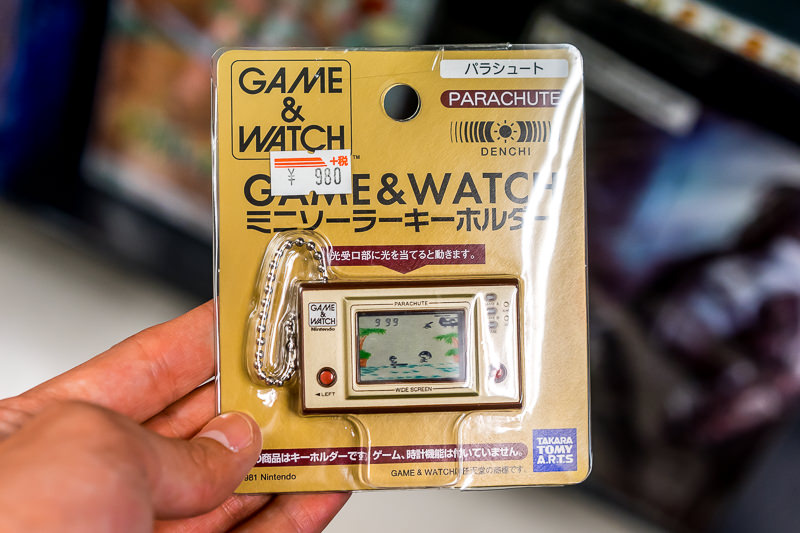 GAME
&
WATCH™
パラシュート
PARACHUTE
DENCHI
+税
¥ 980
GAME&WATCH
ミニソーラーキーホルダー
光受口部に光を当てると動きます。
GAME
&
WATCH
Nintendo
PARACHUTE
999
◄LEFT
WIDE SCREEN
商品はキーホルダーです。ゲーム、時計機能は付いていません。
981 Nintendo
GAME & WATCHは任天堂の商標です。
TAKARA
TOMY
A.R.T.S